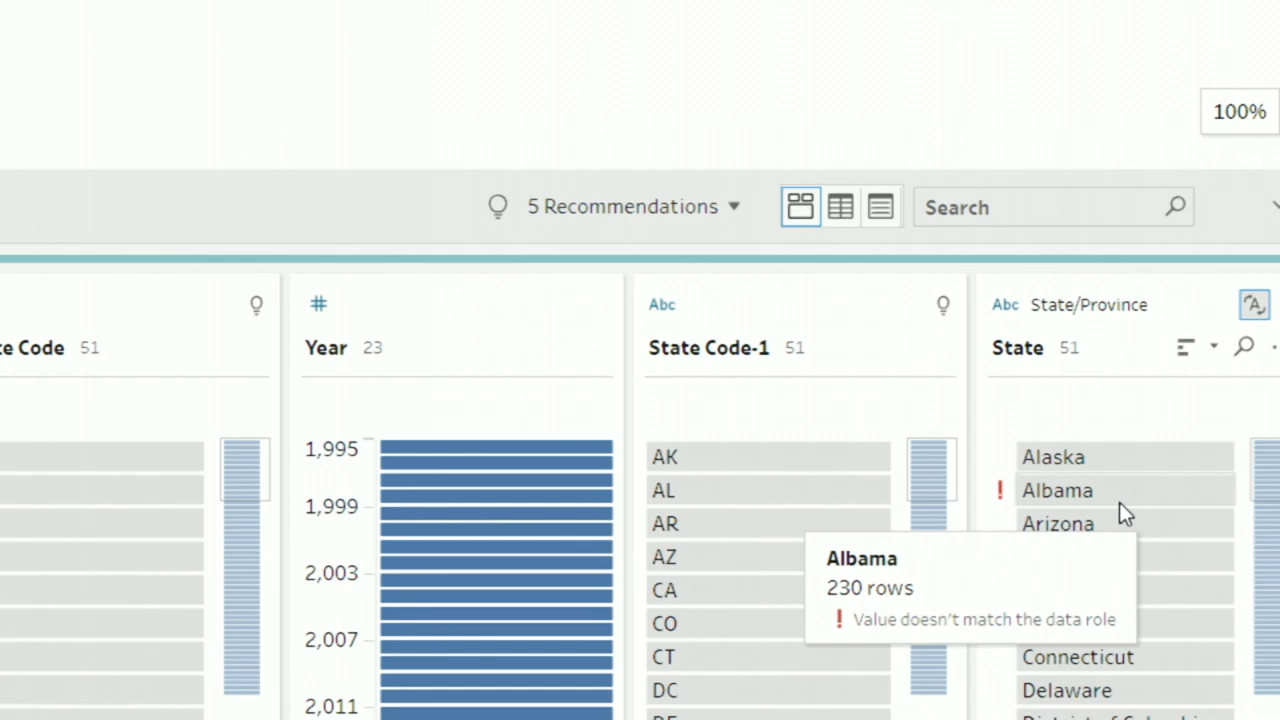 100%
5 Recommendations
Search
Abc
Abc State/Province
e Code 51
Year 23
State Code-1 51
State 51
1,995
1,999
2,003
2,007
2,011
AK
AL
AR
AZ
CA
CO
CT
DC
Alaska
Albama
Arizona
Connecticut
Delaware
Albama
230 rows
Value doesn't match the data role